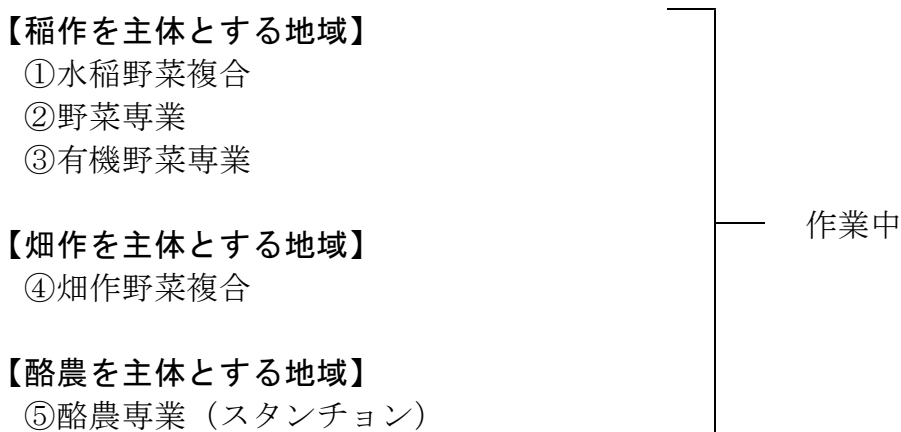 【稲作を主体とする地域】
①水稲野菜複合
②野菜専業
③有機野菜専業
作業中
【畑作を主体とする地域】
④畑作野菜複合
【酪農を主体とする地域】
⑤酪農専業（スタンチョン）